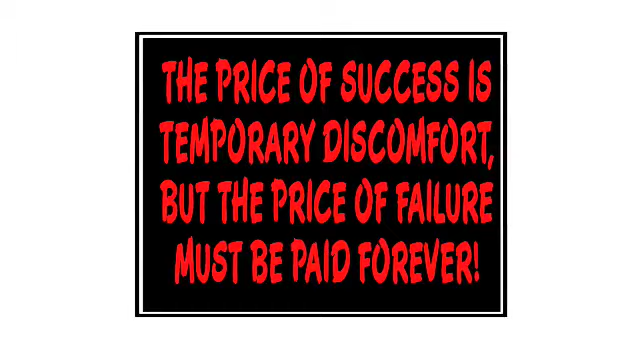 THE PRICE OF SUCCESS IS
TEMPORARY DISCOMFORT,
BUT THE PRICE OF FAILURE
MUST BE PAID FOREVER!